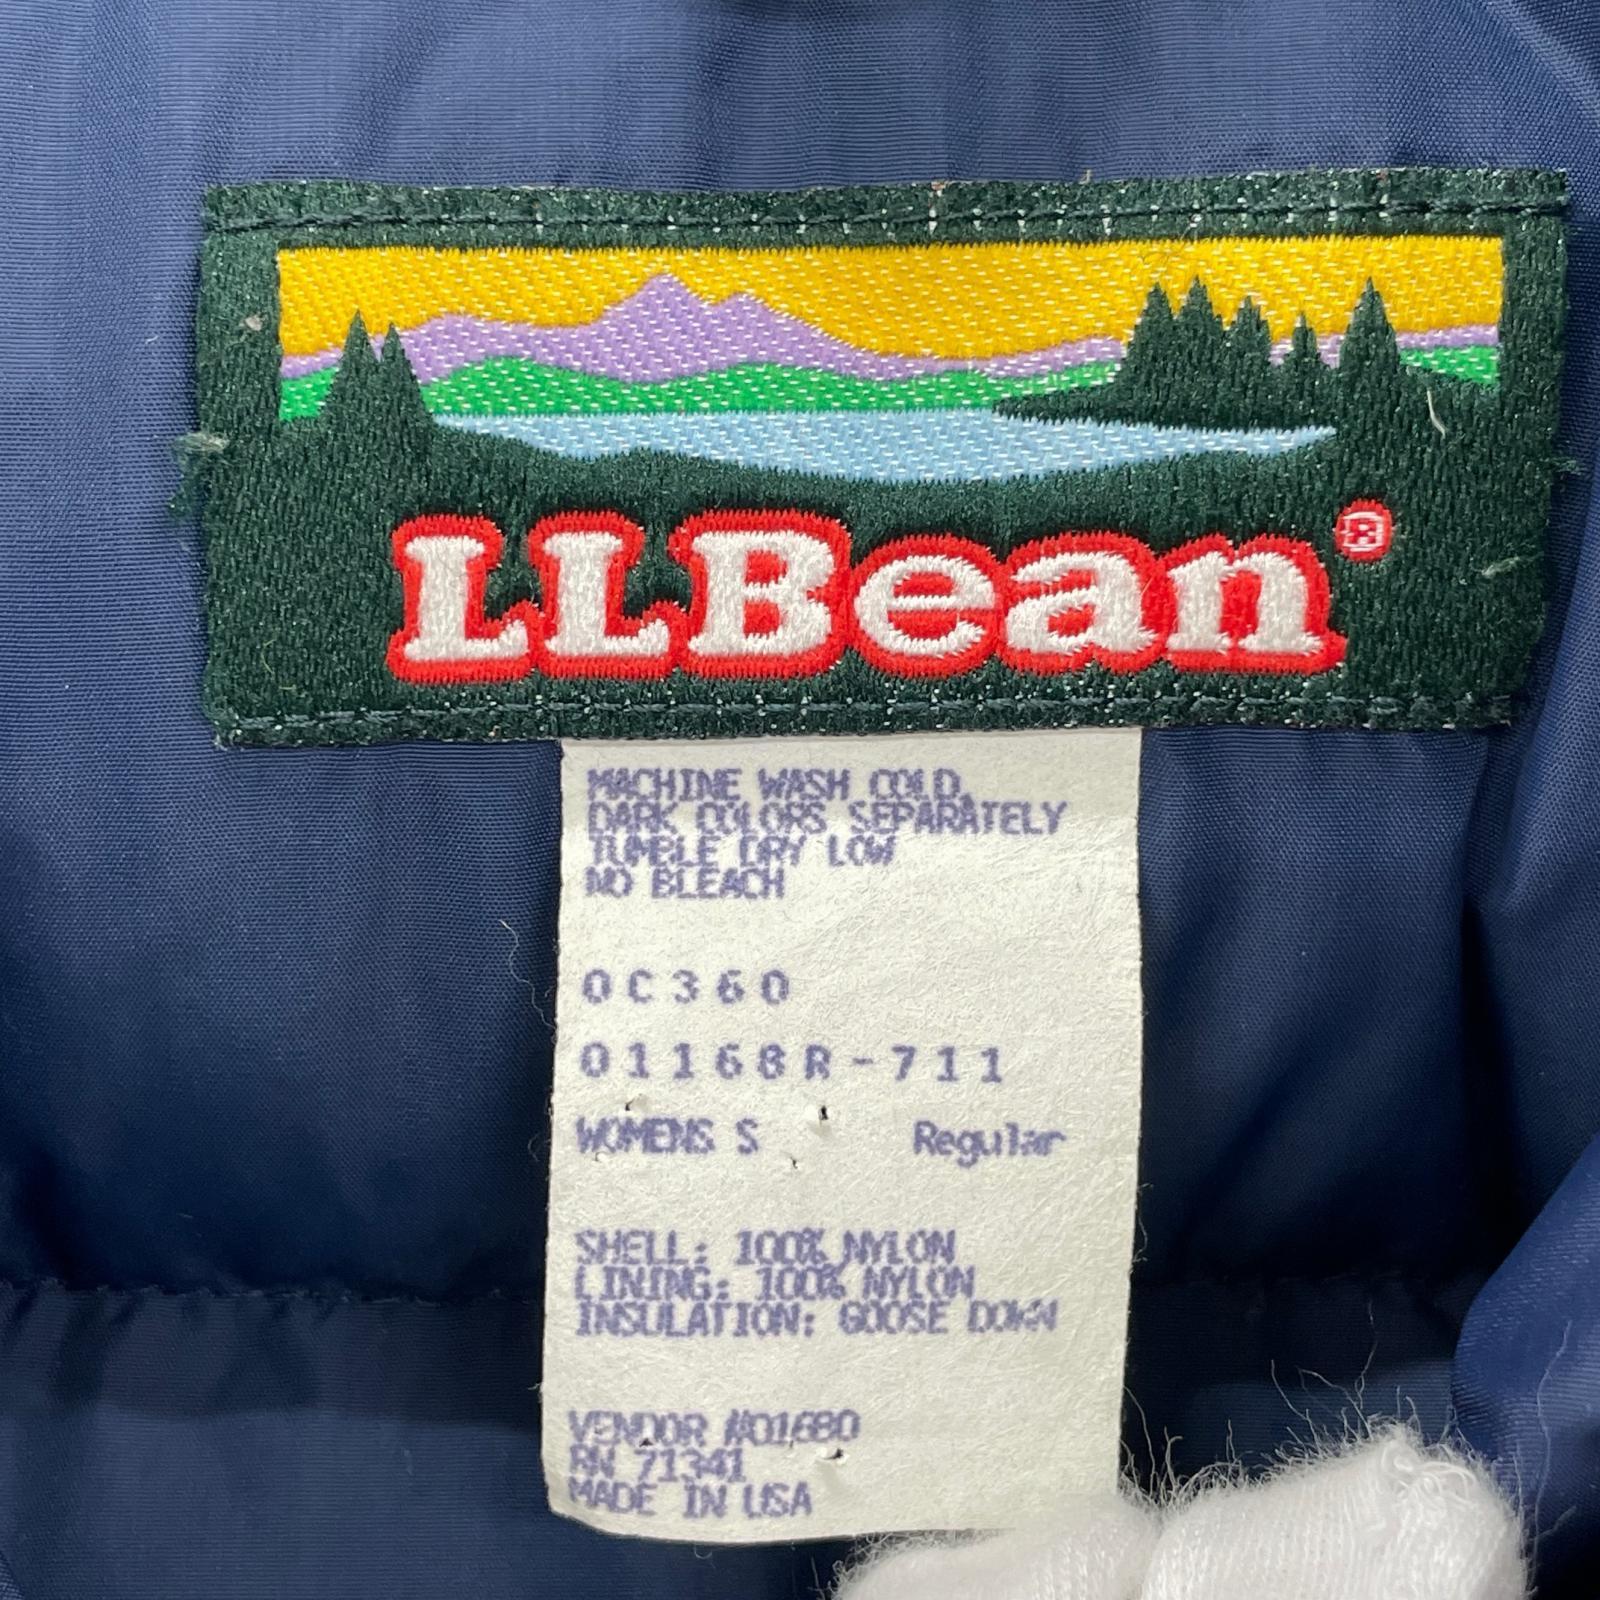 LLBean®
MACHINE WASH COLD,
DARK COLORS SEPARATELY
TUMBLE DRY LOW
NO BLEACH
0C360
01168R-711
WOMENS S Regular
SHELL: 100% NYLON
LINING: 100% NYLON
INSULATION: GOOSE DOWN
VENDOR #01680
RN 71341
MADE IN USA